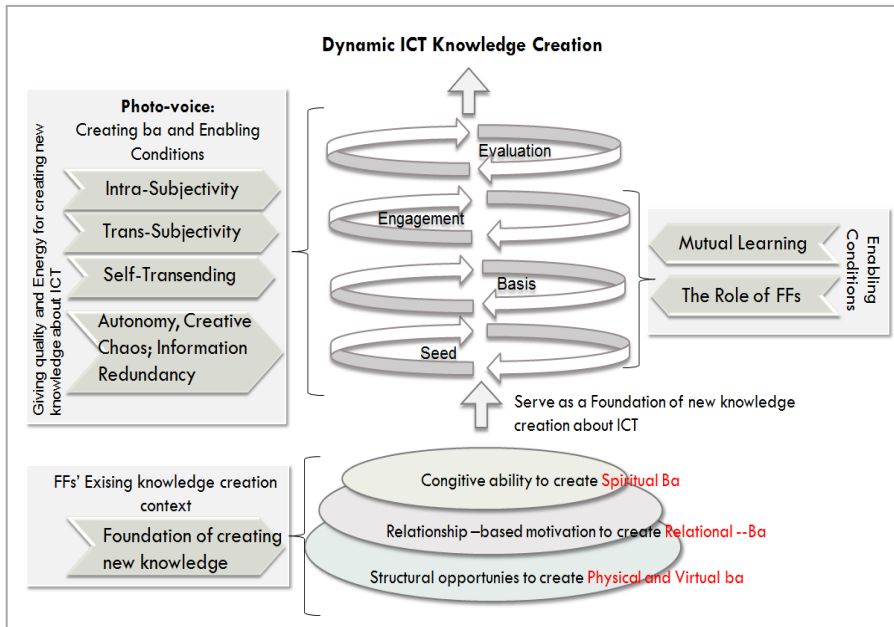 Dynamic ICT Knowledge Creation
Giving quality and Energy for creating new
knowledge about ICT
Photo-voice:
Creating ba and Enabling
Conditions
Intra-Subjectivity
Trans-Subjectivity
Self-Transending
Autonomy, Creative
Chaos; Information
Redundancy
Evaluation
Engagement
Basis
Seed
Mutual Learning
The Role of FFs
Enabling
Conditions
Serve as a Foundation of new knowledge
creation about ICT
FFs' Exising knowledge creation
context
Foundation of creating
new knowledge
Congitive ability to create Spiritual Ba
Relationship –based motivation to create Relational --Ba
Structural opportunies to create Physical and Virtual ba